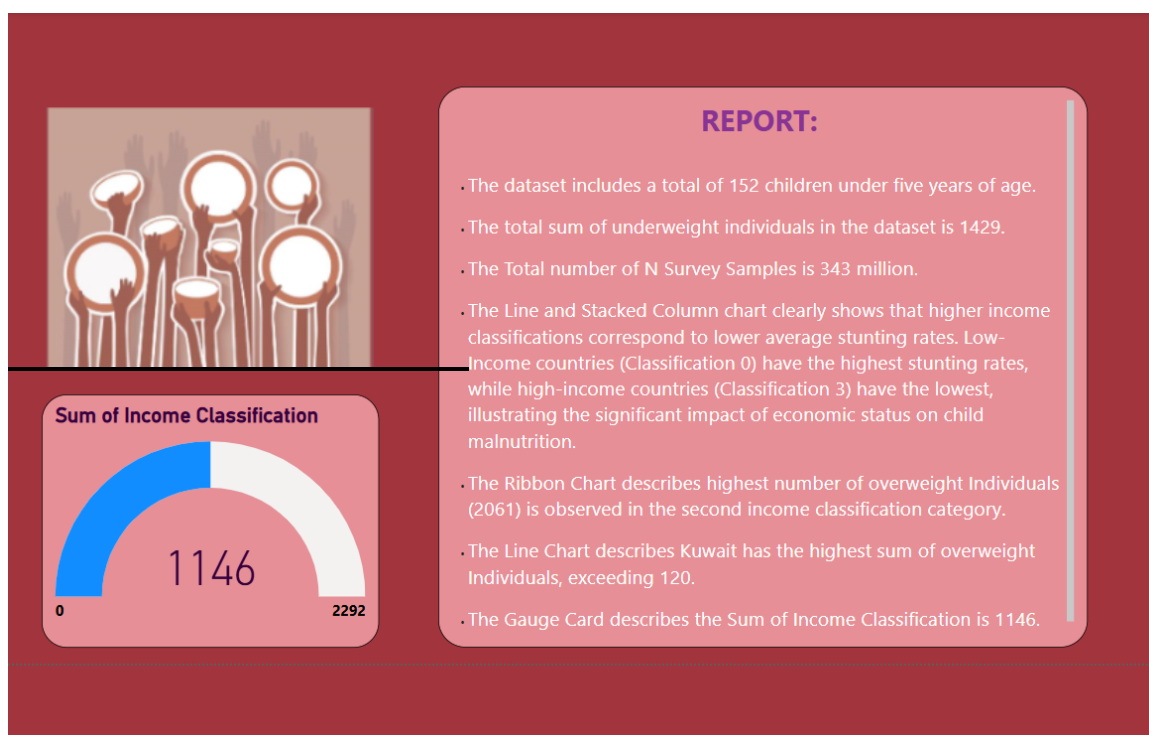 REPORT:
The dataset includes a total of 152 children under five years of age.
The total sum of underweight individuals in the dataset is 1429.
The Total number of N Survey Samples is 343 million.
The Line and Stacked Column chart clearly shows that higher income
classifications correspond to lower average stunting rates. Low-
Income countries (Classification 0) have the highest stunting rates,
while high-income countries (Classification 3) have the lowest,
illustrating the significant impact of economic status on child
malnutrition.
The Ribbon Chart describes highest number of overweight Individuals
(2061) is observed in the second income classification category.
The Line Chart describes Kuwait has the highest sum of overweight
Individuals, exceeding 120.
The Gauge Card describes the Sum of Income Classification is 1146.
Sum of Income Classification
1146
0
2292